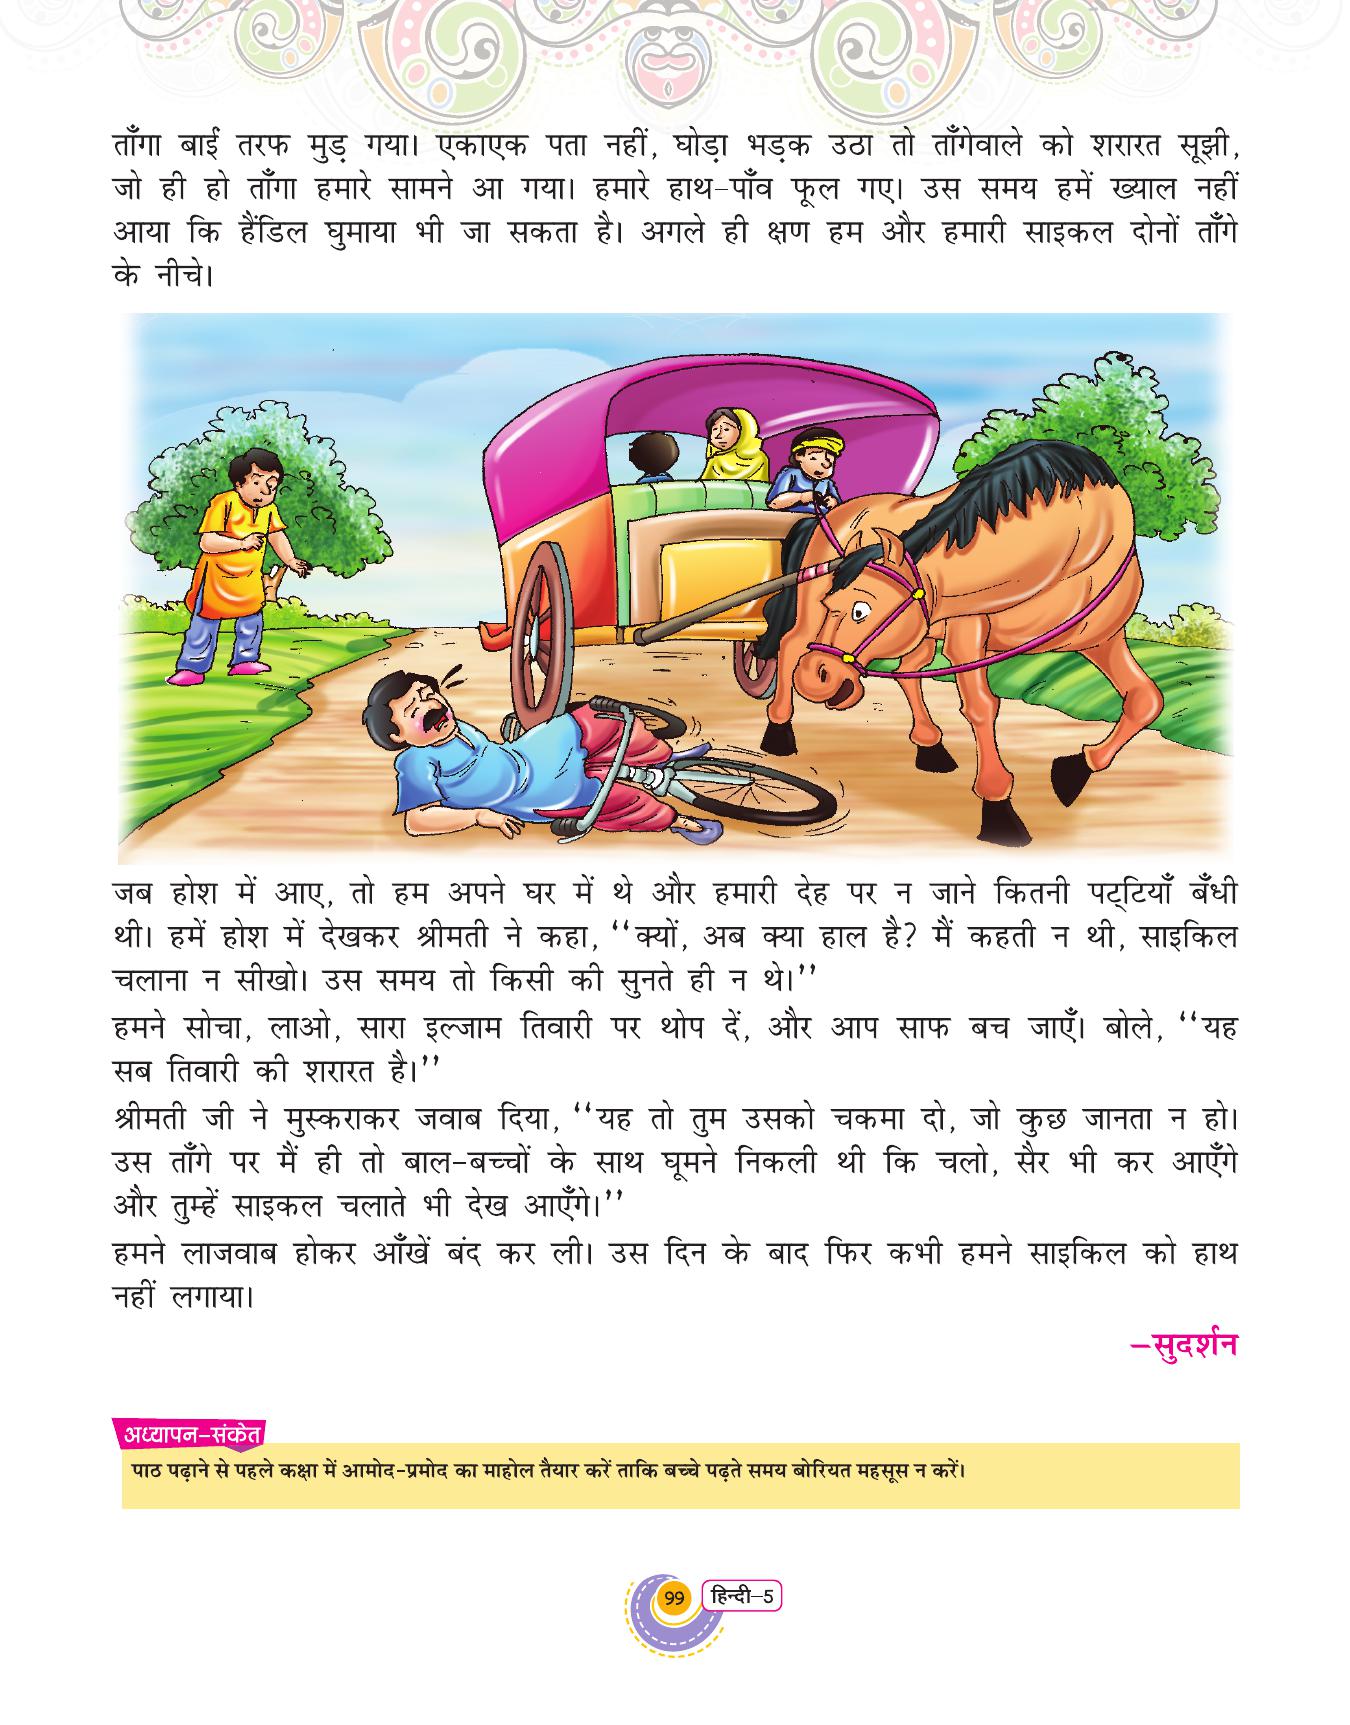 ताँगा बाईं तरफ मुड़ गया। एकाएक पता नहीं, घोड़ा भड़क उठा तो ताँगेवाले को शरारत सूझी,
जो ही हो ताँगा हमारे सामने आ गया। हमारे हाथ-पाँव फूल गए। उस समय हमें ख्याल नहीं
आया कि हैंडिल घुमाया भी जा सकता है। अगले ही क्षण हम और हमारी साइकल दोनों ताँगे
के नीचे।
जब होश में आए, तो हम अपने घर में थे और हमारी देह पर न जाने कितनी पट्टियाँ बँधी
थी। हमें होश में देखकर श्रीमती ने कहा, ‘‘क्यों, अब क्या हाल है? मैं कहती न थी, साइकिल
चलाना न सीखो। उस समय तो किसी की सुनते ही न थे।’’
हमने सोचा, लाओ, सारा इल्जाम तिवारी पर थोप दें, और आप साफ बच जाएँ। बोले, ‘‘यह
सब तिवारी की शरारत है।’’
श्रीमती जी ने मुस्कराकर जवाब दिया, ‘‘यह तो तुम उसको चकमा दो, जो कुछ जानता न हो।
उस ताँगे पर मैं ही तो बाल-बच्चों के साथ घूमने निकली थी कि चलो, सैर भी कर आएँगे
और तुम्हें साइकल चलाते भी देख आएँगे।’’
हमने लाजवाब होकर आँखें बंद कर ली। उस दिन के बाद फिर कभी हमने साइकिल को हाथ
नहीं लगाया।
–सुदर्शन
अध्यापन-संकेत
पाठ पढ़ाने से पहले कक्षा में आमोद-प्रमोद का माहोल तैयार करें ताकि बच्चे पढ़ते समय बोरियत महसूस न करें।
99 हिन्दी–5